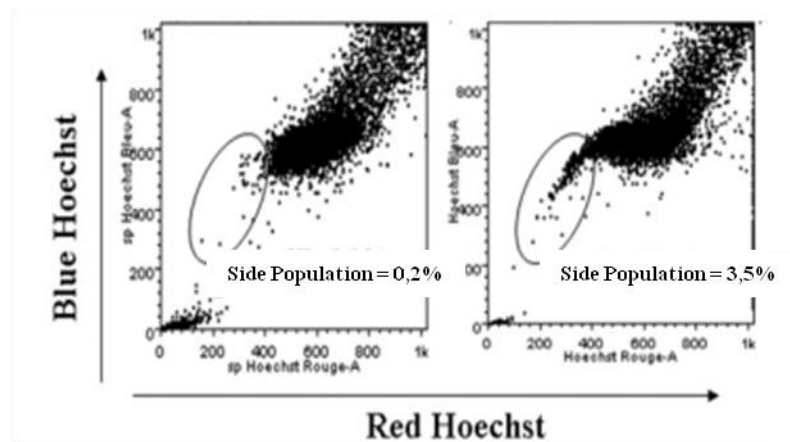 Blue Hoechst
sp Hoechst Bleu-A
1k
800
600
400
200
0
Side Population = 0,2%
0 200 400 600 800 1k
sp Hoechst Rouge-A
Hoechst Bleu-A
1k
800
600
400
00
0
Side Population = 3,5%
0 200 400 600 800 1k
Hoechst Rouge-A
Red Hoechst